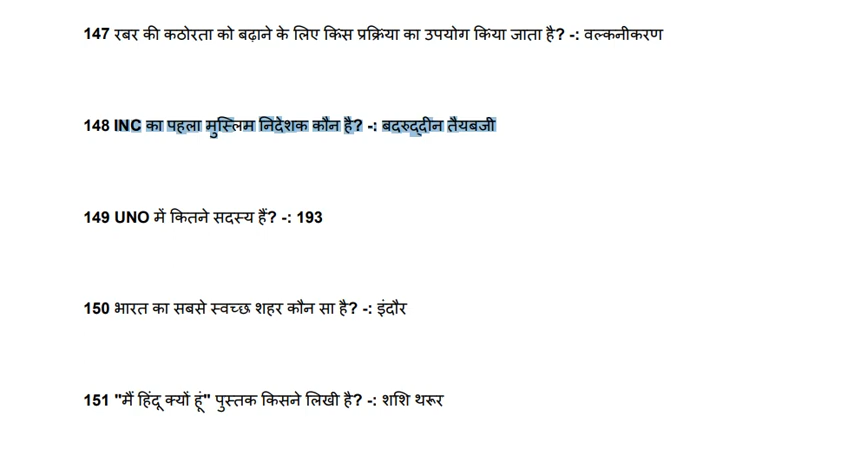 147 रबर की कठोरता को बढ़ाने के लिए किस प्रक्रिया का उपयोग किया जाता है? -: वल्कनीकरण
148 INC का पहला मुस्लिम निर्देशक कौन है? -: बदरुद्दीन तैयबजी
149 UNO में कितने सदस्य हैं? -: 193
150 भारत का सबसे स्वच्छ शहर कौन सा है? -: इंदौर
151 "मैं हिंदू क्यों हूं" पुस्तक किसने लिखी है? -: शशि थरूर